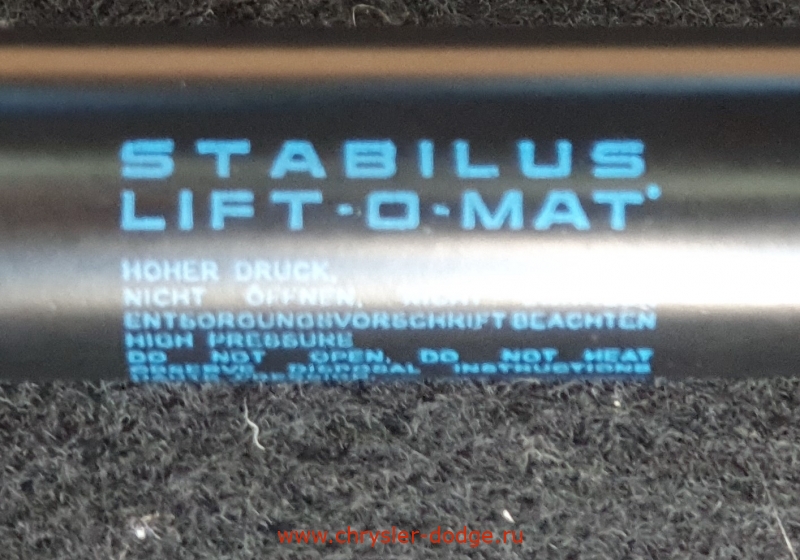 STABILUS
LIFT-O-MAT
HOHER DRUCK,
NICHT ÖFFNEN, NICHT
ENTSORGUNGSVORSCHRIFT BEACHTEN
HIGH PRESSURE
DO NOT OPEN, DO NOT HEAT
OBSERVE DISPOSAL INSTRUCTIONS
www.chrysler-dodge.ru